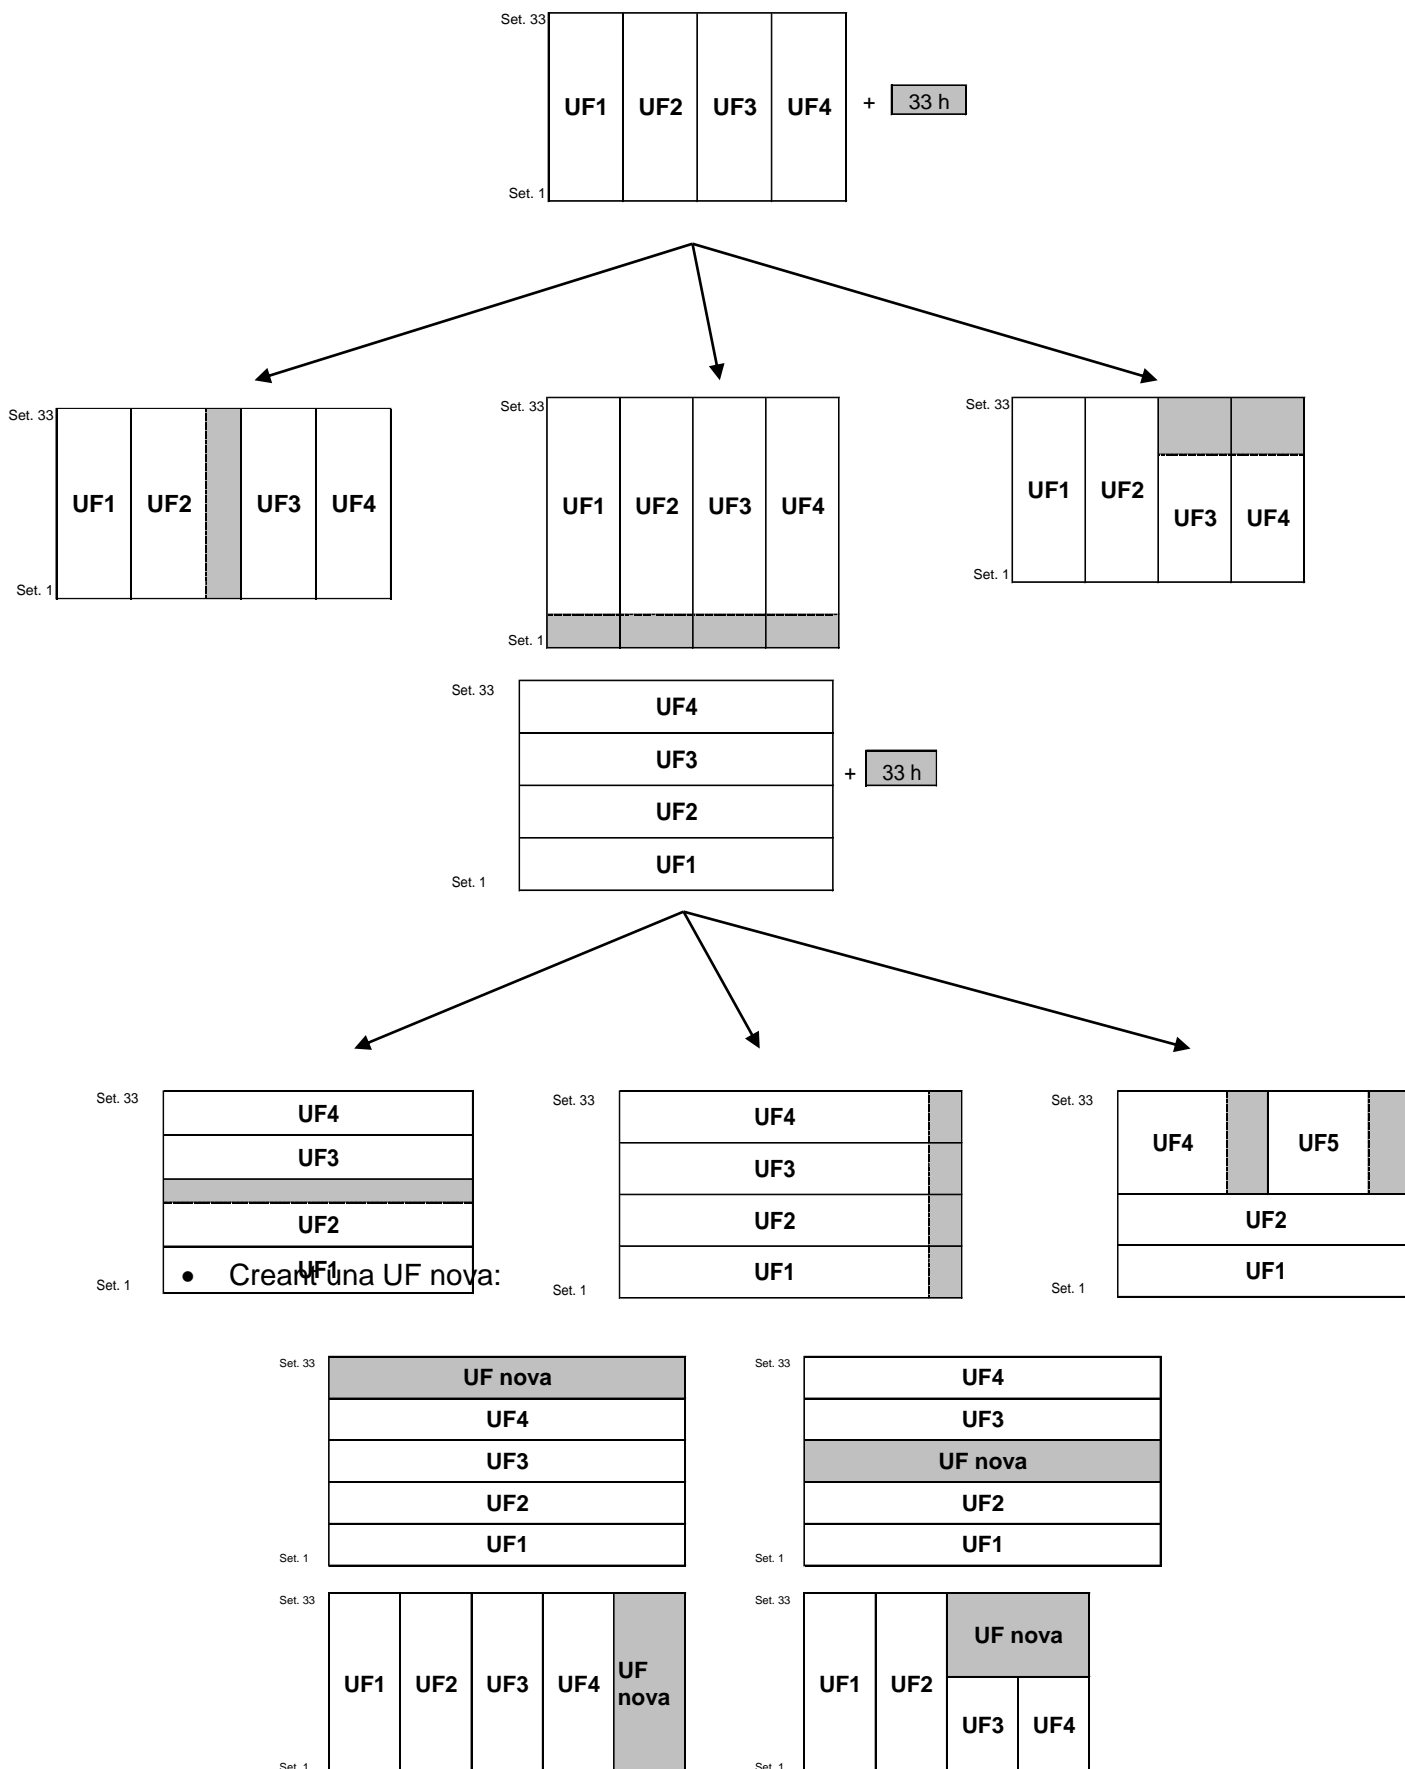 Set. 33
UF1 UF2 UF3 UF4 + 33 h
Set. 1
Set. 33
UF1 UF2 UF3 UF4
Set. 1
Set. 33
UF1 UF2 UF3 UF4
Set. 1
Set. 33
UF1 UF2 UF3 UF4
Set. 1
Set. 33
UF4
UF3
+ 33 h
UF2
UF1
Set. 1
Set. 33
UF4
UF3
UF2
UF1
Set. 1
Set. 33
UF4
UF3
UF2
UF1
Set. 1
Set. 33
UF4 UF5
UF2
UF1
Set. 1
• Creant una UF nova:
Set. 33
UF nova
UF4
UF3
UF2
UF1
Set. 1
Set. 33
UF4
UF3
UF nova
UF2
UF1
Set. 1
Set. 33
UF1 UF2 UF3 UF4 UF
nova
Set. 1
Set. 33
UF nova
UF1 UF2
UF3 UF4
Set. 1